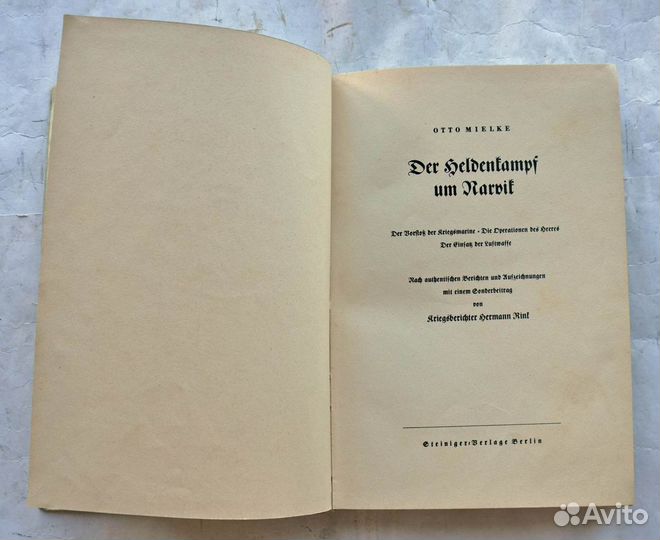 OTTO MIELKE
Der Heldenkampf
um Narvik
Der Vorstoß der Kriegsmarine - Die Operationen des Heeres
Der Einsatz der Luftwaffe
Nach authentischen Berichten und Aufzeichnungen
mit einem Sonderbeitrag
von
Kriegsberichter Hermann Rink
Steiniger-Verlage Berlin
Avito